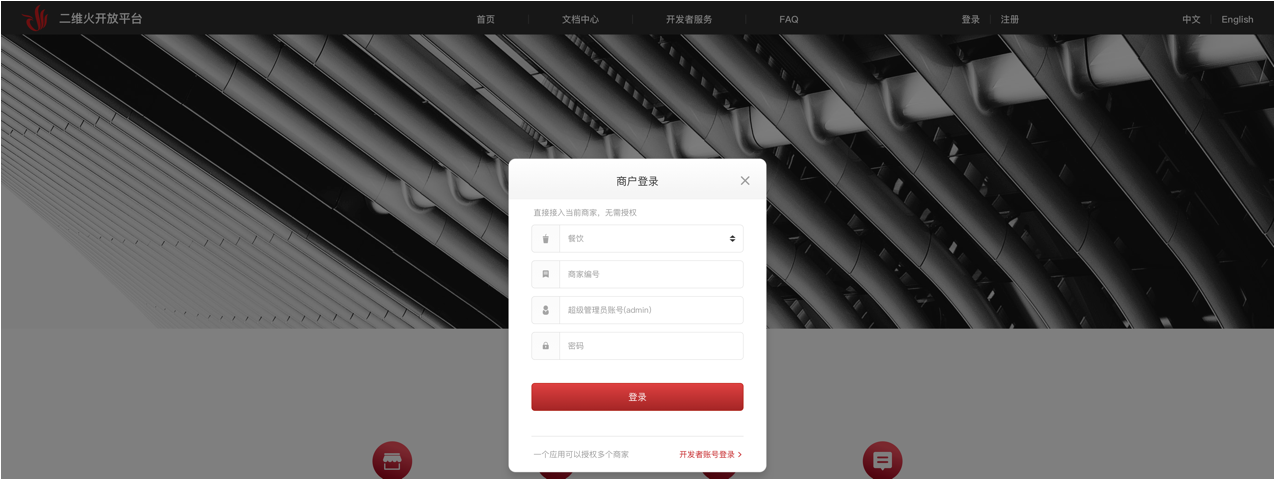 二维火开放平台
首页 文档中心 开发者服务 FAQ 登录 注册 中文 English
商户登录
直接接入当前商家，无需授权
餐饮
商家编号
超级管理员账号(admin)
密码
登录
一个应用可以授权多个商家 开发者账号登录